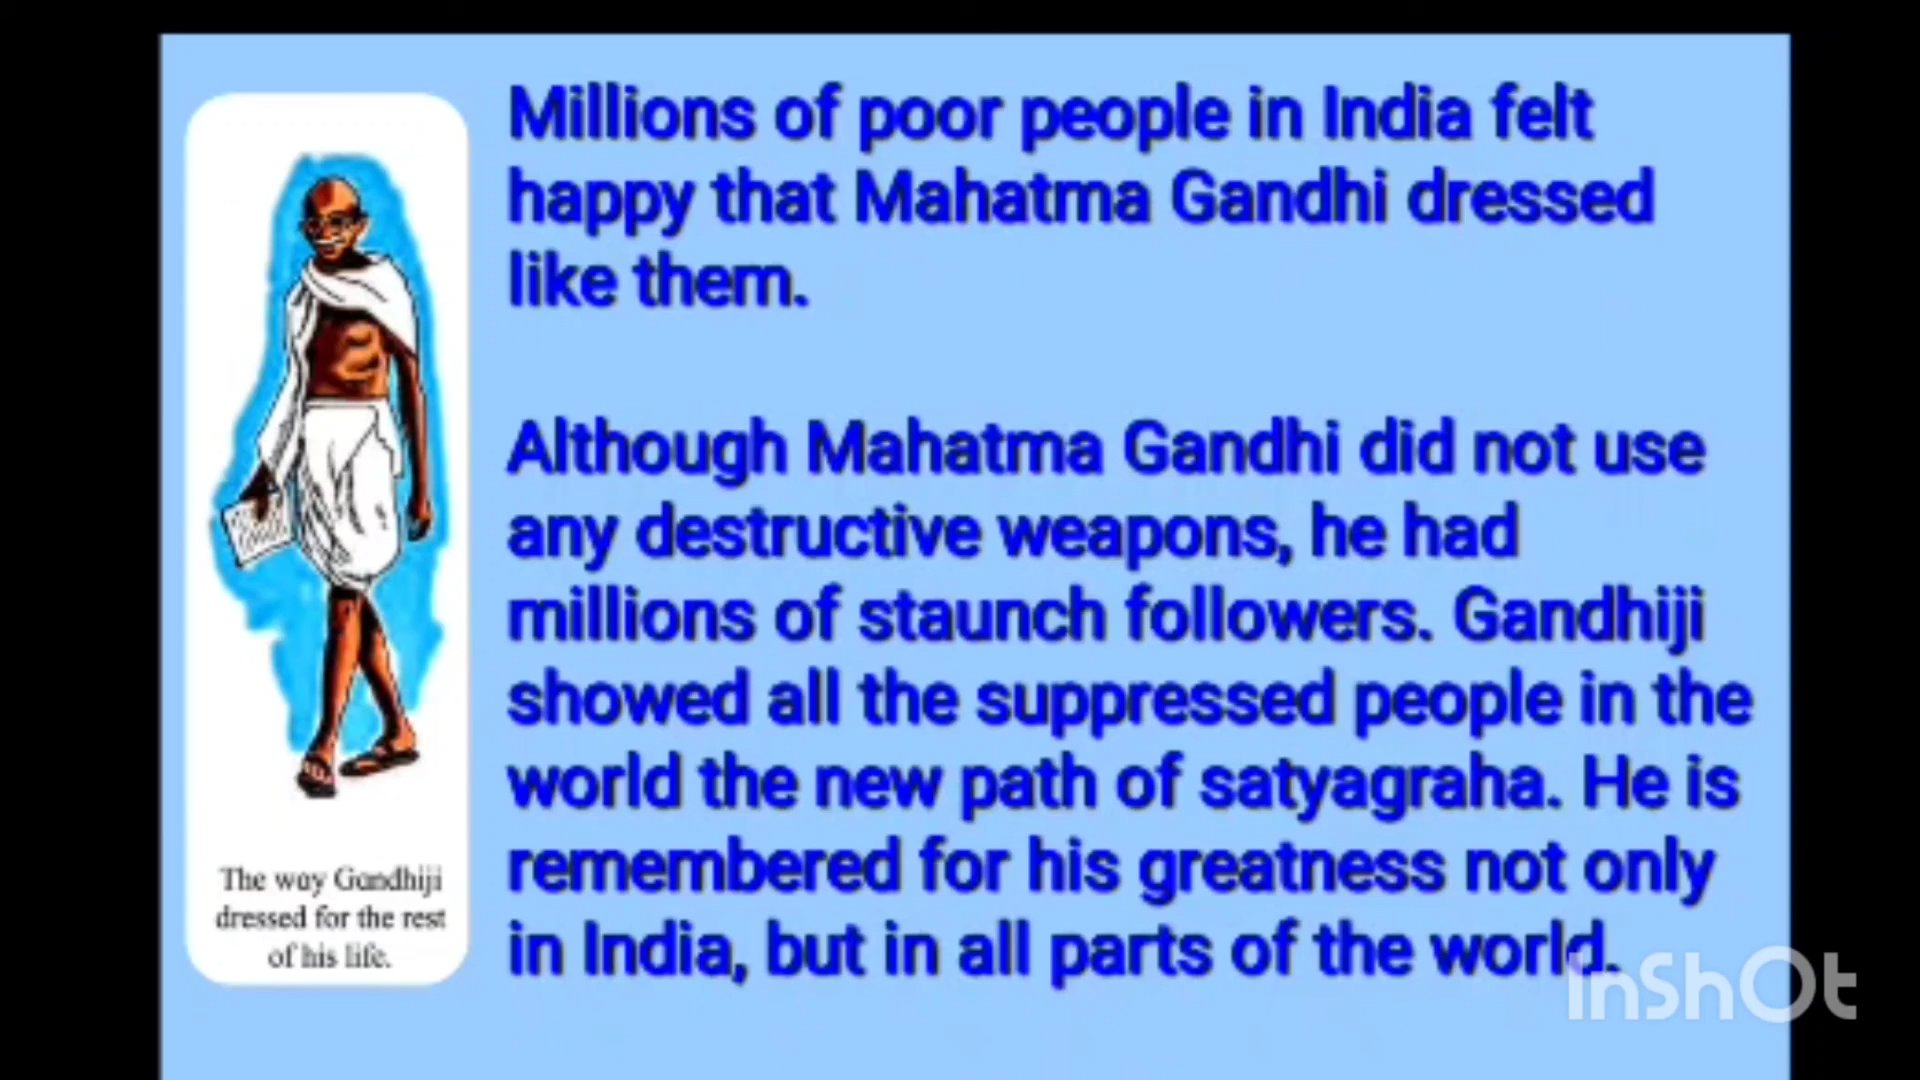 Millions of poor people in India felt
happy that Mahatma Gandhi dressed
like them.
Although Mahatma Gandhi did not use
any destructive weapons, he had
millions of staunch followers. Gandhiji
showed all the suppressed people in the
world the new path of satyagraha. He is
remembered for his greatness not only
in India, but in all parts of the world.
The way Gandhiji
dressed for the rest
of his life.
InShOt